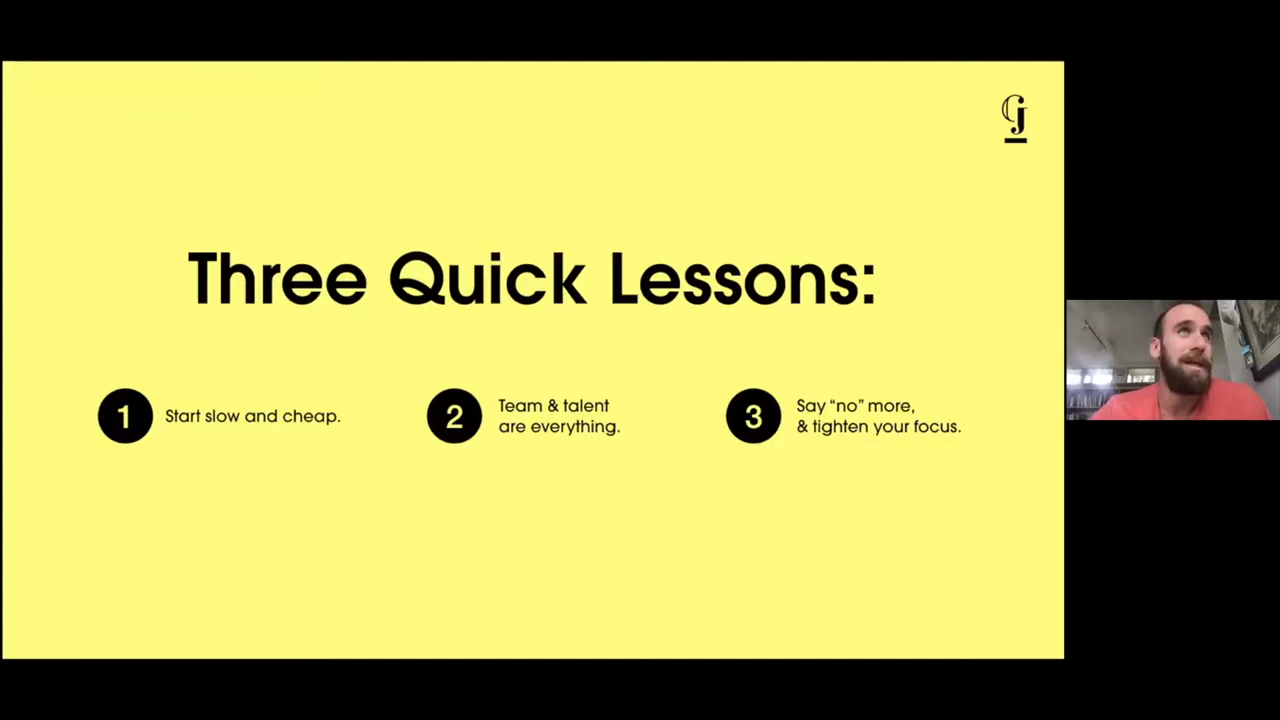 GJ
Three Quick Lessons:
1
Start slow and cheap.
2
Team & talent
are everything.
3
Say “no” more,
& tighten your focus.